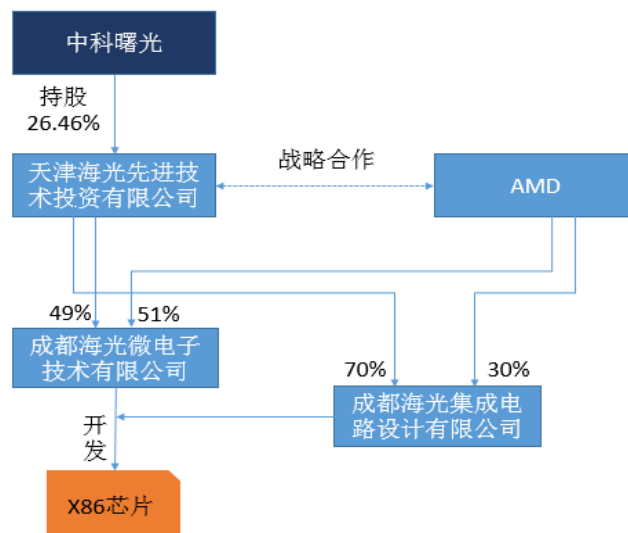 中科曙光
持股
26.46%
天津海光先进技
术投资有限公司
战略合作
AMD
49%
51%
成都海光微电子
技术有限公司
70%
30%
成都海光集成电
路设计有限公司
开
发
X86芯片